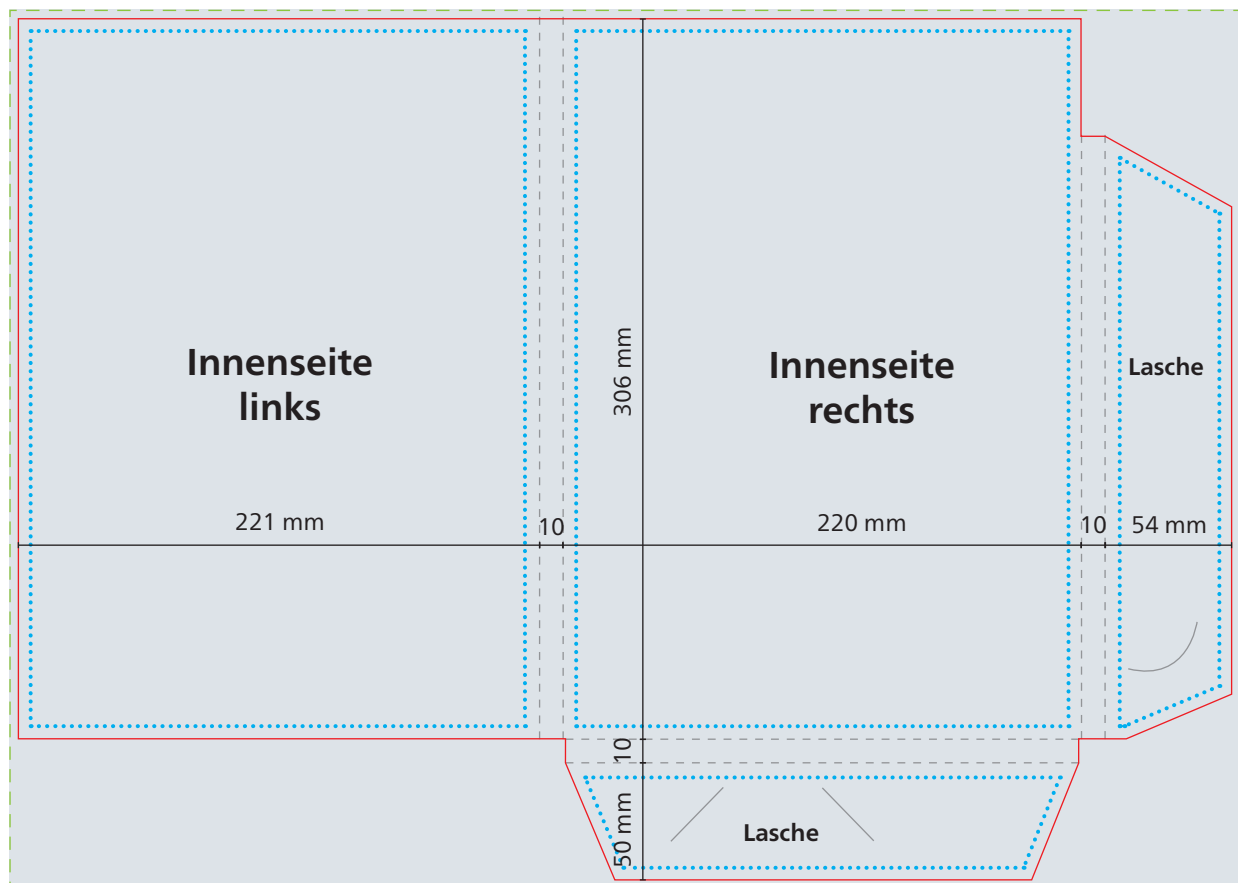 Innenseite
links
306 mm
Innenseite
rechts
Lasche
221 mm
10
220 mm
10
54 mm
10
50 mm
Lasche